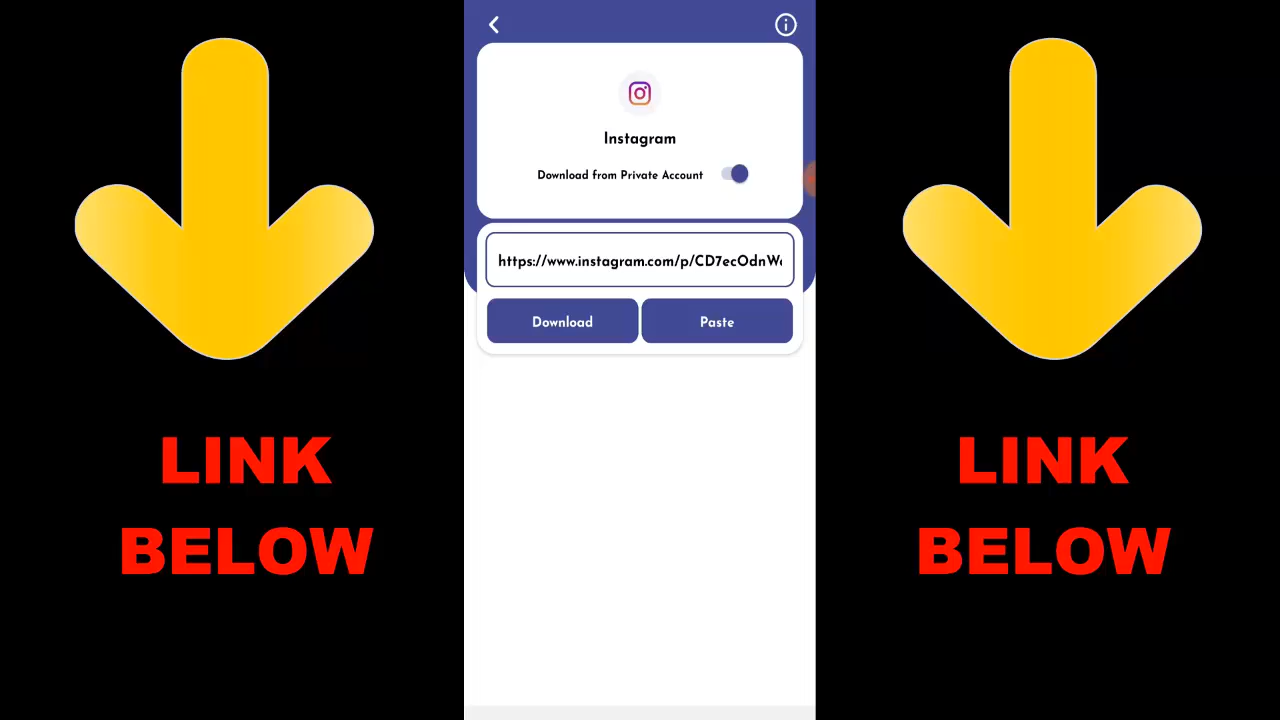 Instagram
Download from Private Account
https://www.instagram.com/p/CD7ecOdnW
Download
Paste
LINK
BELOW
LINK
BELOW